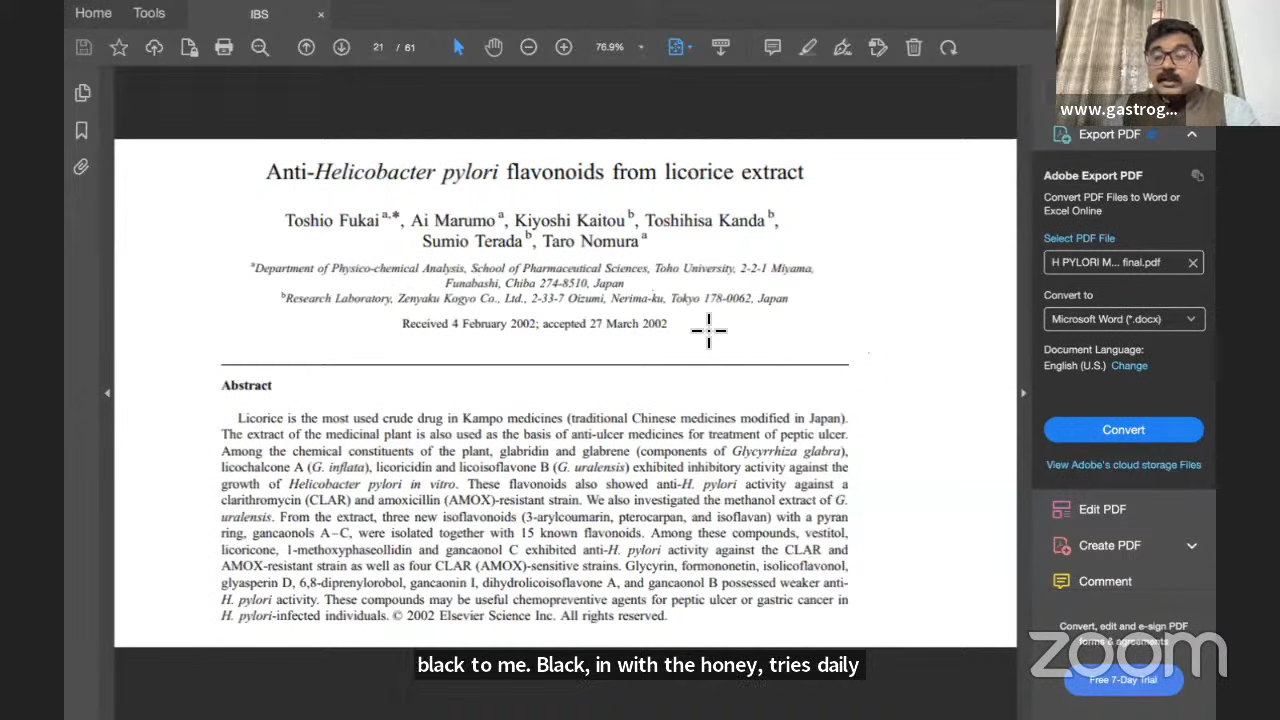 Home Tools IBS ×
21 / 61 76.9%
www.gastrog...
Export PDF
Adobe Export PDF
Convert PDF Files to Word or
Excel Online
Select PDF File
H PYLORI M... final.pdf
Convert to
Microsoft Word (*.docx)
Document Language:
English (U.S.) Change
Convert
View Adobe's cloud storage Files
Edit PDF
Create PDF
Comment
Convert, edit and e-sign PDF
forms & agreements
Free 7-Day Trial
zoom
Anti-Helicobacter pylori flavonoids from licorice extract
Toshio Fukai a,*, Ai Marumo a, Kiyoshi Kaitou b, Toshihisa Kanda b,
Sumio Terada b, Taro Nomura a
a Department of Physico-chemical Analysis, School of Pharmaceutical Sciences, Toho University, 2-2-1 Miyama,
Funabashi, Chiba 274-8510, Japan
b Research Laboratory, Zenyaku Kogyo Co., Ltd., 2-33-7 Oizumi, Nerima-ku, Tokyo 178-0062, Japan
Received 4 February 2002; accepted 27 March 2002
Abstract
Licorice is the most used crude drug in Kampo medicines (traditional Chinese medicines modified in Japan).
The extract of the medicinal plant is also used as the basis of anti-ulcer medicines for treatment of peptic ulcer.
Among the chemical constituents of the plant, glabridin and glabrene (components of Glycyrrhiza glabra),
licochalcone A (G. inflata), licoricidin and licoisoflavone B (G. uralensis) exhibited inhibitory activity against the
growth of Helicobacter pylori in vitro. These flavonoids also showed anti-H. pylori activity against a
clarithromycin (CLAR) and amoxicillin (AMOX)-resistant strain. We also investigated the methanol extract of G.
uralensis. From the extract, three new isoflavonoids (3-arylcoumarin, pterocarpan, and isoflavan) with a pyran
ring, gancaonols A–C, were isolated together with 15 known flavonoids. Among these compounds, vestitol,
licoricone, 1-methoxyphaseollidin and gancaonol C exhibited anti-H. pylori activity against the CLAR and
AMOX-resistant strain as well as four CLAR (AMOX)-sensitive strains. Glycyrin, formononetin, isolicoflavonol,
glyasperin D, 6,8-diprenylorobol, gancaonin I, dihydrolicoisoflavone A, and gancaonol B possessed weaker anti-
H. pylori activity. These compounds may be useful chemopreventive agents for peptic ulcer or gastric cancer in
H. pylori-infected individuals. © 2002 Elsevier Science Inc. All rights reserved.
black to me. Black, in with the honey, tries daily